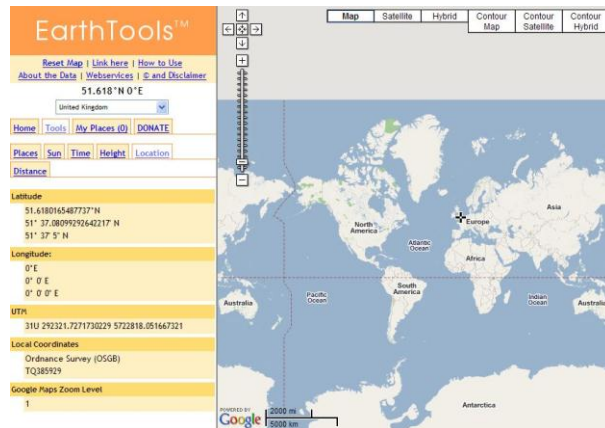 EarthTools™
Reset Map | Link here | How to Use
About the Data | Webservices | © and Disclaimer
51.618°N 0°E
United Kingdom
Home Tools My Places (0) DONATE
Places Sun Time Height Location
Distance
Latitude
51.6180165487737°N
51° 37.08099292642217' N
51° 37' 5" N
Longitude:
0°E
0° 0' E
0° 0' 0" E
UTM
31U 292321.7271730229 5722818.051667321
Local Coordinates
Ordnance Survey (OSGB)
TQ385929
Google Maps Zoom Level
1
Map Satellite Hybrid Contour Map Contour Satellite Contour Hybrid
North America
Atlantic Ocean
Europe
Asia
Africa
Pacific Ocean
South America
Indian Ocean
Australia
Australia
Antarctica
POWERED BY
Google
2000 mi
5000 km